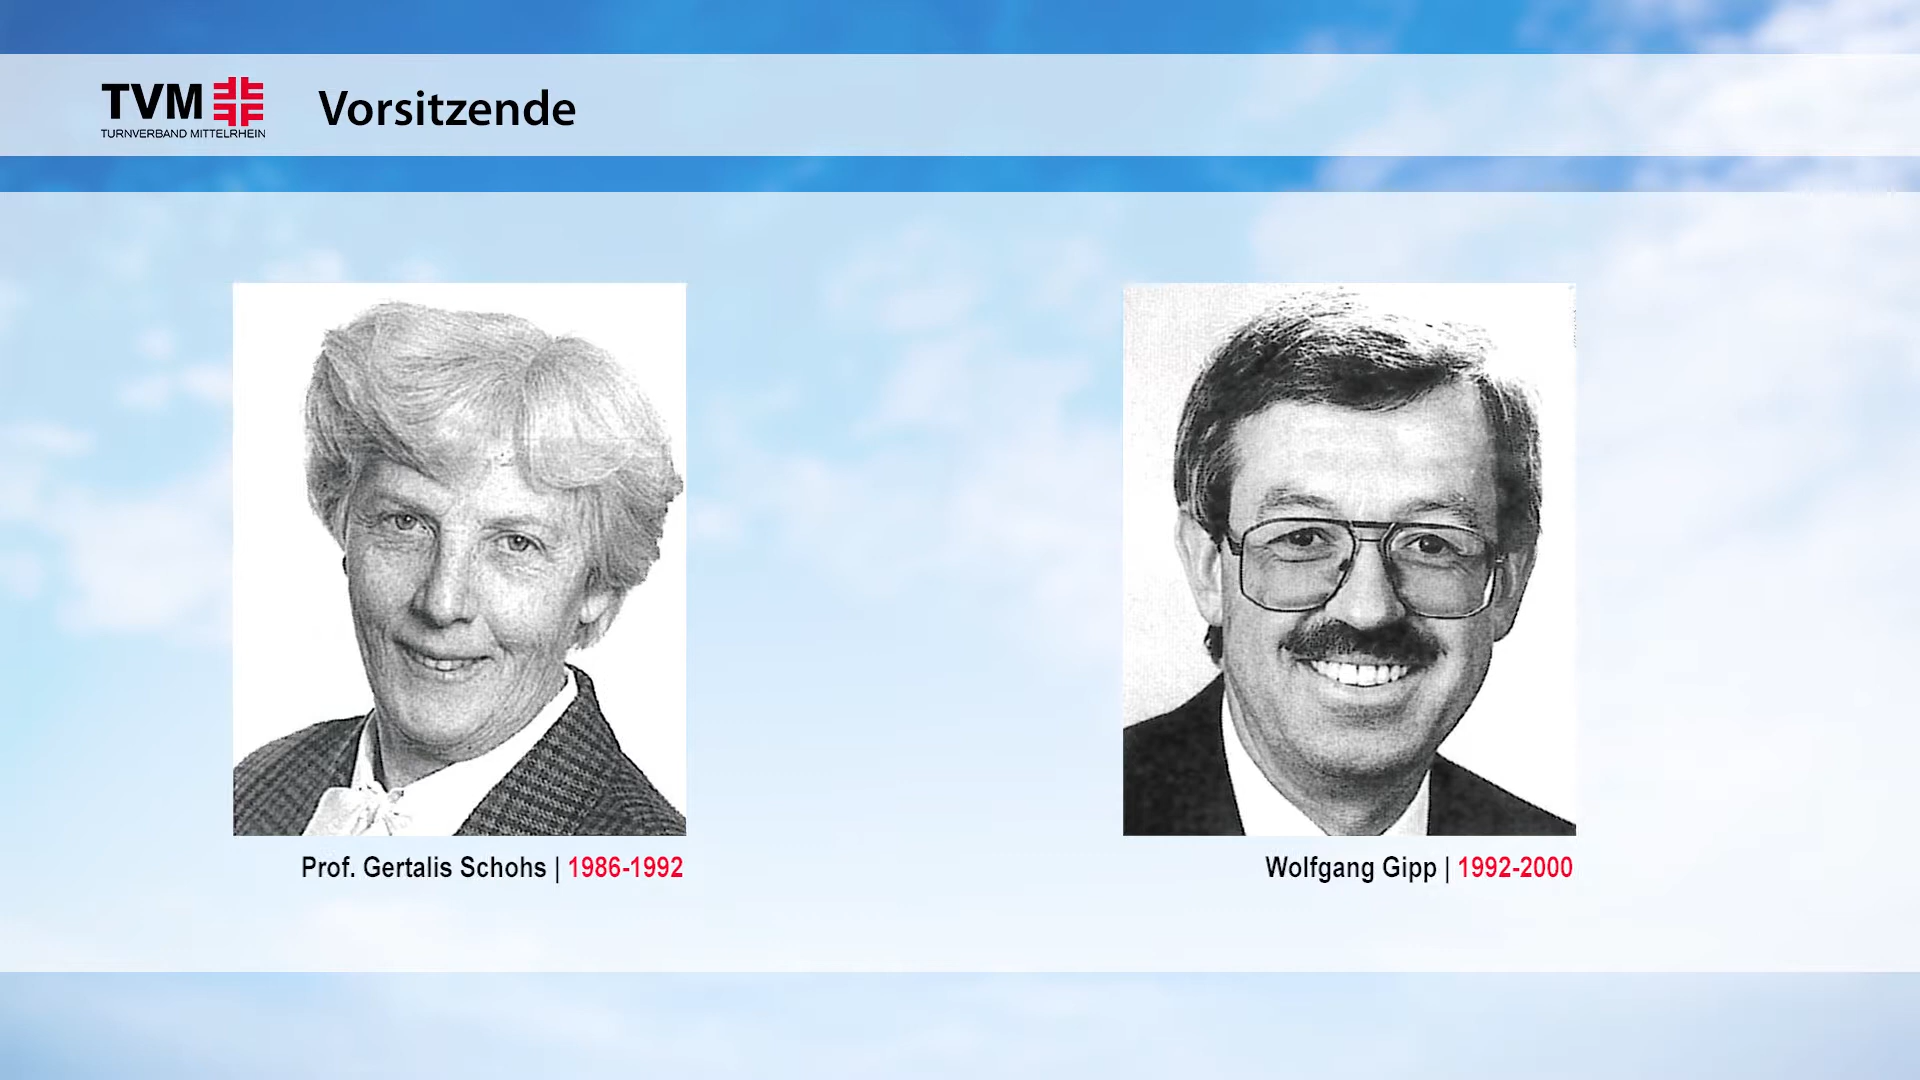 TVM
TURNVERBAND MITTELRHEIN
Vorsitzende
Prof. Gertalis Schohs | 1986-1992
Wolfgang Gipp | 1992-2000